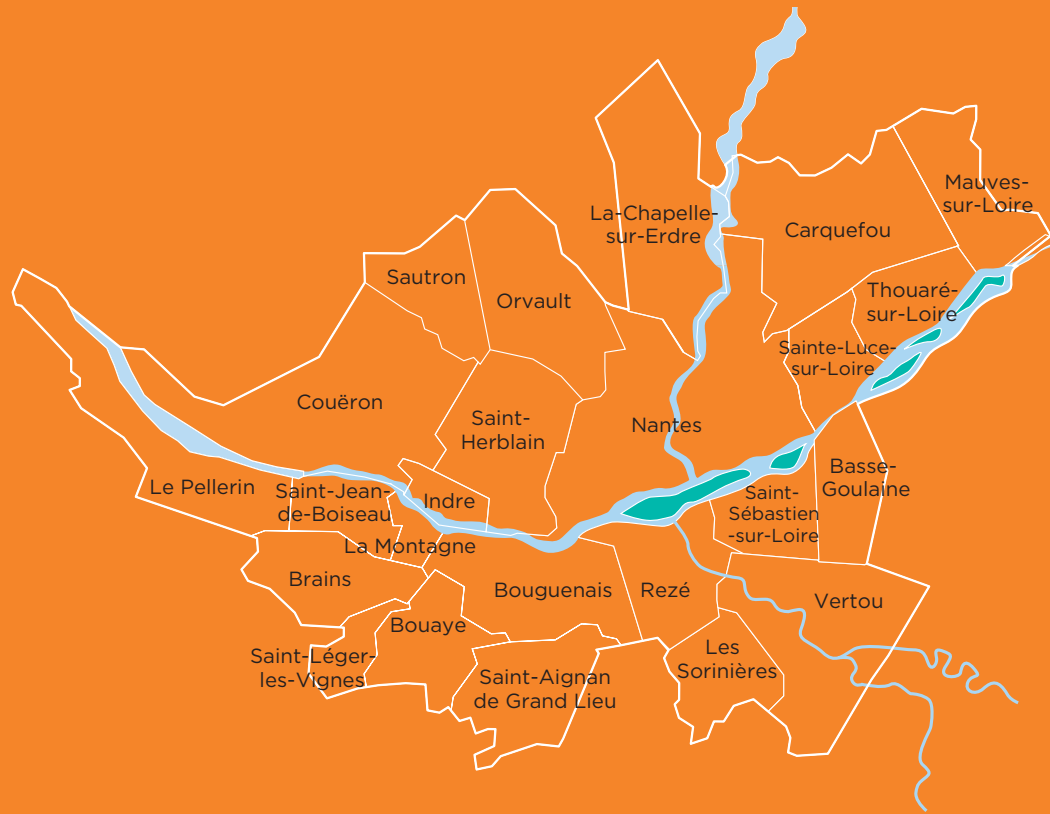 Mauves-
sur-Loire
La-Chapelle-
sur-Erdre
Carquefou
Sautron
Orvault
Thouaré-
sur-Loire
Sainte-Luce-
sur-Loire
Couëron
Saint-
Herblain
Nantes
Basse-
Goulaine
Le Pellerin
Saint-Jean-
de-Boiseau
Indre
Saint-
Sébastien
-sur-Loire
La Montagne
Brains
Bouguenais
Rezé
Vertou
Bouaye
Saint-Léger-
les-Vignes
Les
Sorinières
Saint-Aignan
de Grand Lieu